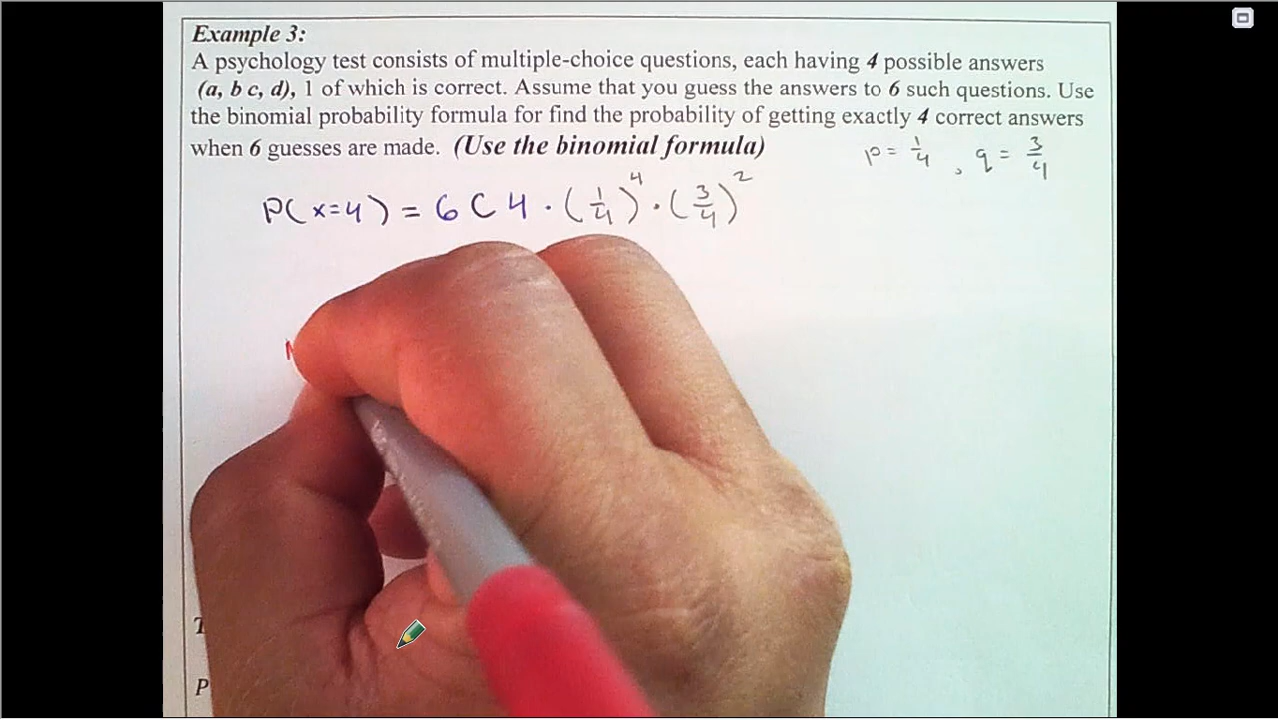 Example 3:
A psychology test consists of multiple-choice questions, each having 4 possible answers
(a, b c, d), 1 of which is correct. Assume that you guess the answers to 6 such questions. Use
the binomial probability formula for find the probability of getting exactly 4 correct answers
when 6 guesses are made. (Use the binomial formula)
p = 1/4 , q = 3/4
P(x=4) = 6 C 4 · (1/4)^4 · (3/4)^2
P